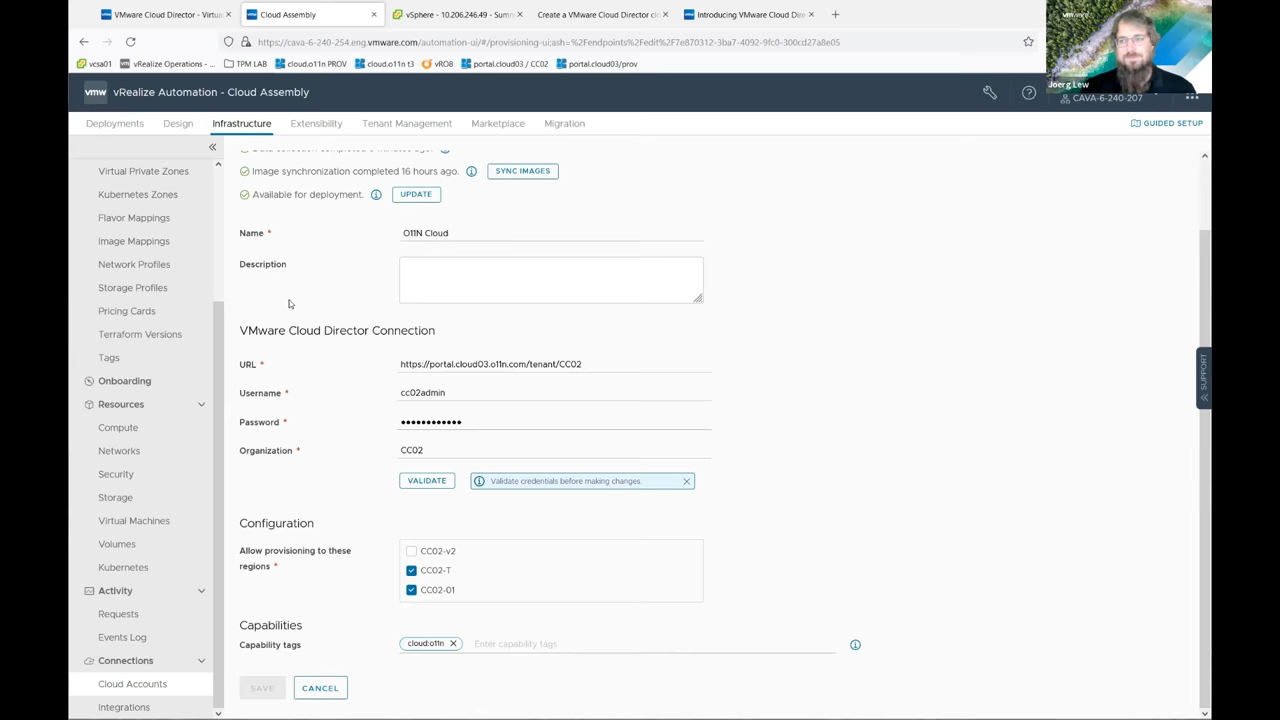 VMware Cloud Director - Virtua
Cloud Assembly
vSphere - 10.206.246.49 - Summ
Create a VMware Cloud Director cl
Introducing VMware Cloud Dire
https://cava-6-240-254.eng.vmware.com/automation-ui/#/provisioning-ui;ash=%2Fendpoints%2Fedit%2F7e870312-3ba7-4092-9fc0-300cd27a8e05
vcsa01
vRealize Operations - ...
TPM LAB
cloud.o11n PROV
cloud.o11n t3
vRO8
portal.cloud03 / CC02
portal.cloud03/prov
vmw
Joerg Lew
vmw vRealize Automation - Cloud Assembly
CAVA-6-240-207
Deployments Design Infrastructure Extensibility Tenant Management Marketplace Migration
GUIDED SETUP
Virtual Private Zones
Kubernetes Zones
Flavor Mappings
Image Mappings
Network Profiles
Storage Profiles
Pricing Cards
Terraform Versions
Tags
Onboarding
Resources
Compute
Networks
Security
Storage
Virtual Machines
Volumes
Kubernetes
Activity
Requests
Events Log
Connections
Cloud Accounts
Integrations
Image synchronization completed 16 hours ago. SYNC IMAGES
Available for deployment. UPDATE
Name * O11N Cloud
Description
VMware Cloud Director Connection
URL * https://portal.cloud03.o11n.com/tenant/CC02
Username * cc02admin
Password * ••••••••••••
Organization * CC02
VALIDATE Validate credentials before making changes.
Configuration
Allow provisioning to these
regions *
CC02-v2
CC02-T
CC02-01
Capabilities
Capability tags cloud:o11n Enter capability tags
SAVE CANCEL
SUPPORT